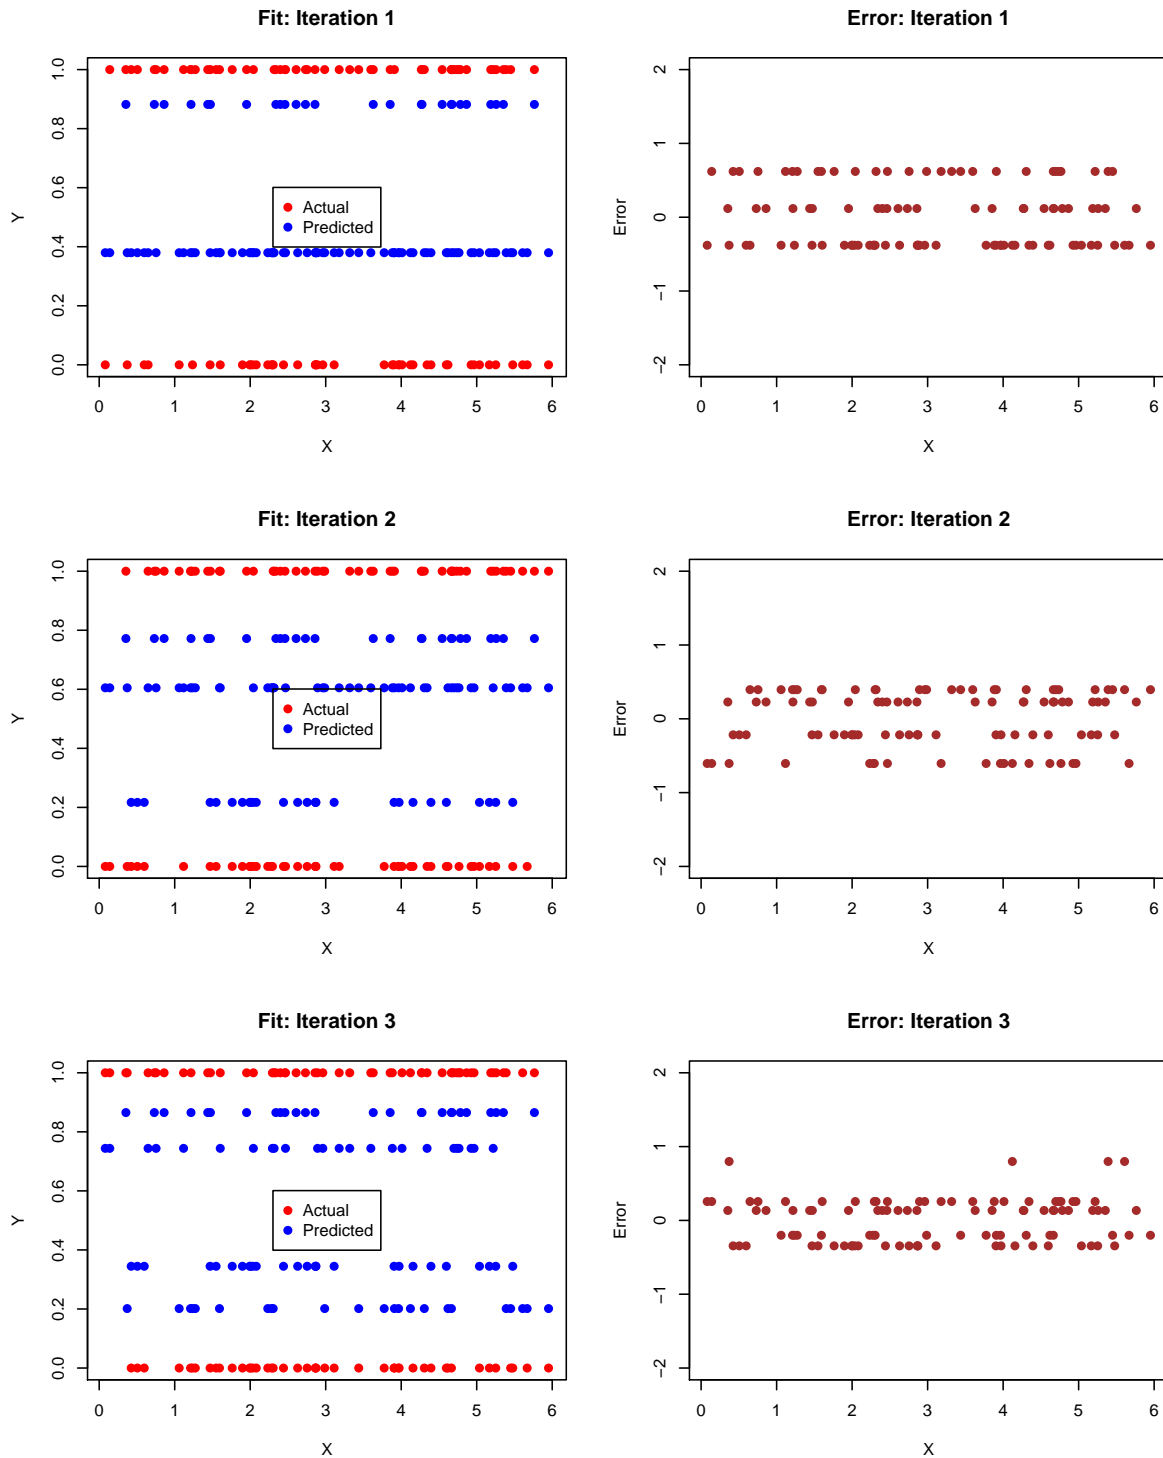 Fit: Iteration 1
Error: Iteration 1
Y
0.0 0.2 0.4 0.6 0.8 1.0
Actual
Predicted
0 1 2 3 4 5 6
X
Error
−2 −1 0 1 2
0 1 2 3 4 5 6
X
Fit: Iteration 2
Error: Iteration 2
Y
0.0 0.2 0.4 0.6 0.8 1.0
Actual
Predicted
0 1 2 3 4 5 6
X
Error
−2 −1 0 1 2
0 1 2 3 4 5 6
X
Fit: Iteration 3
Error: Iteration 3
Y
0.0 0.2 0.4 0.6 0.8 1.0
Actual
Predicted
0 1 2 3 4 5 6
X
Error
−2 −1 0 1 2
0 1 2 3 4 5 6
X